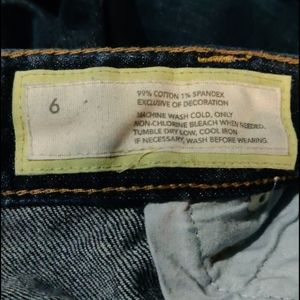 6
99% COTTON 1% SPANDEX
EXCLUSIVE OF DECORATION
MACHINE WASH COLD, ONLY
NON-CHLORINE BLEACH WHEN NEEDED.
TUMBLE DRY LOW, COOL IRON
IF NECESSARY, WASH BEFORE WEARING.